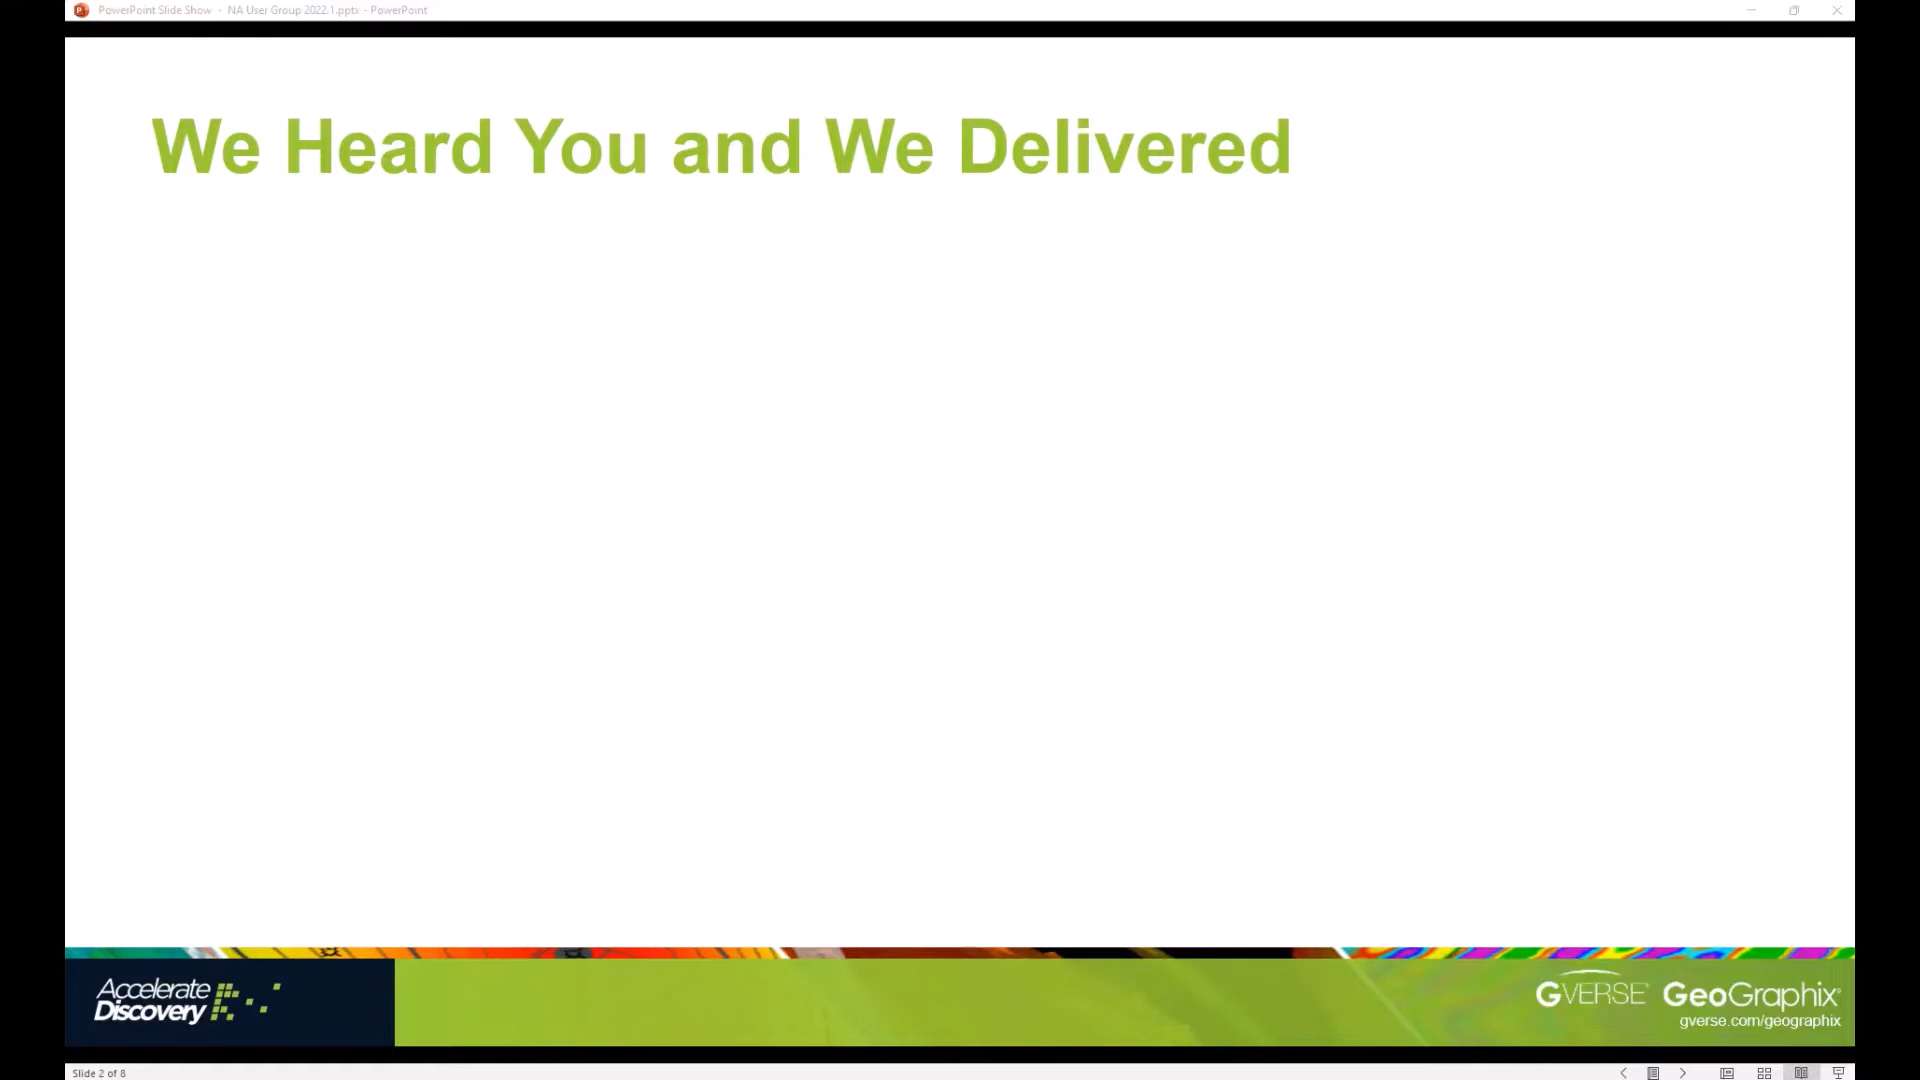 PowerPoint Slide Show - NA User Group 2022.1.pptx - PowerPoint
We Heard You and We Delivered
Accelerate
Discovery
GVERSE® GeoGraphix®
gverse.com/geographix
Slide 2 of 8